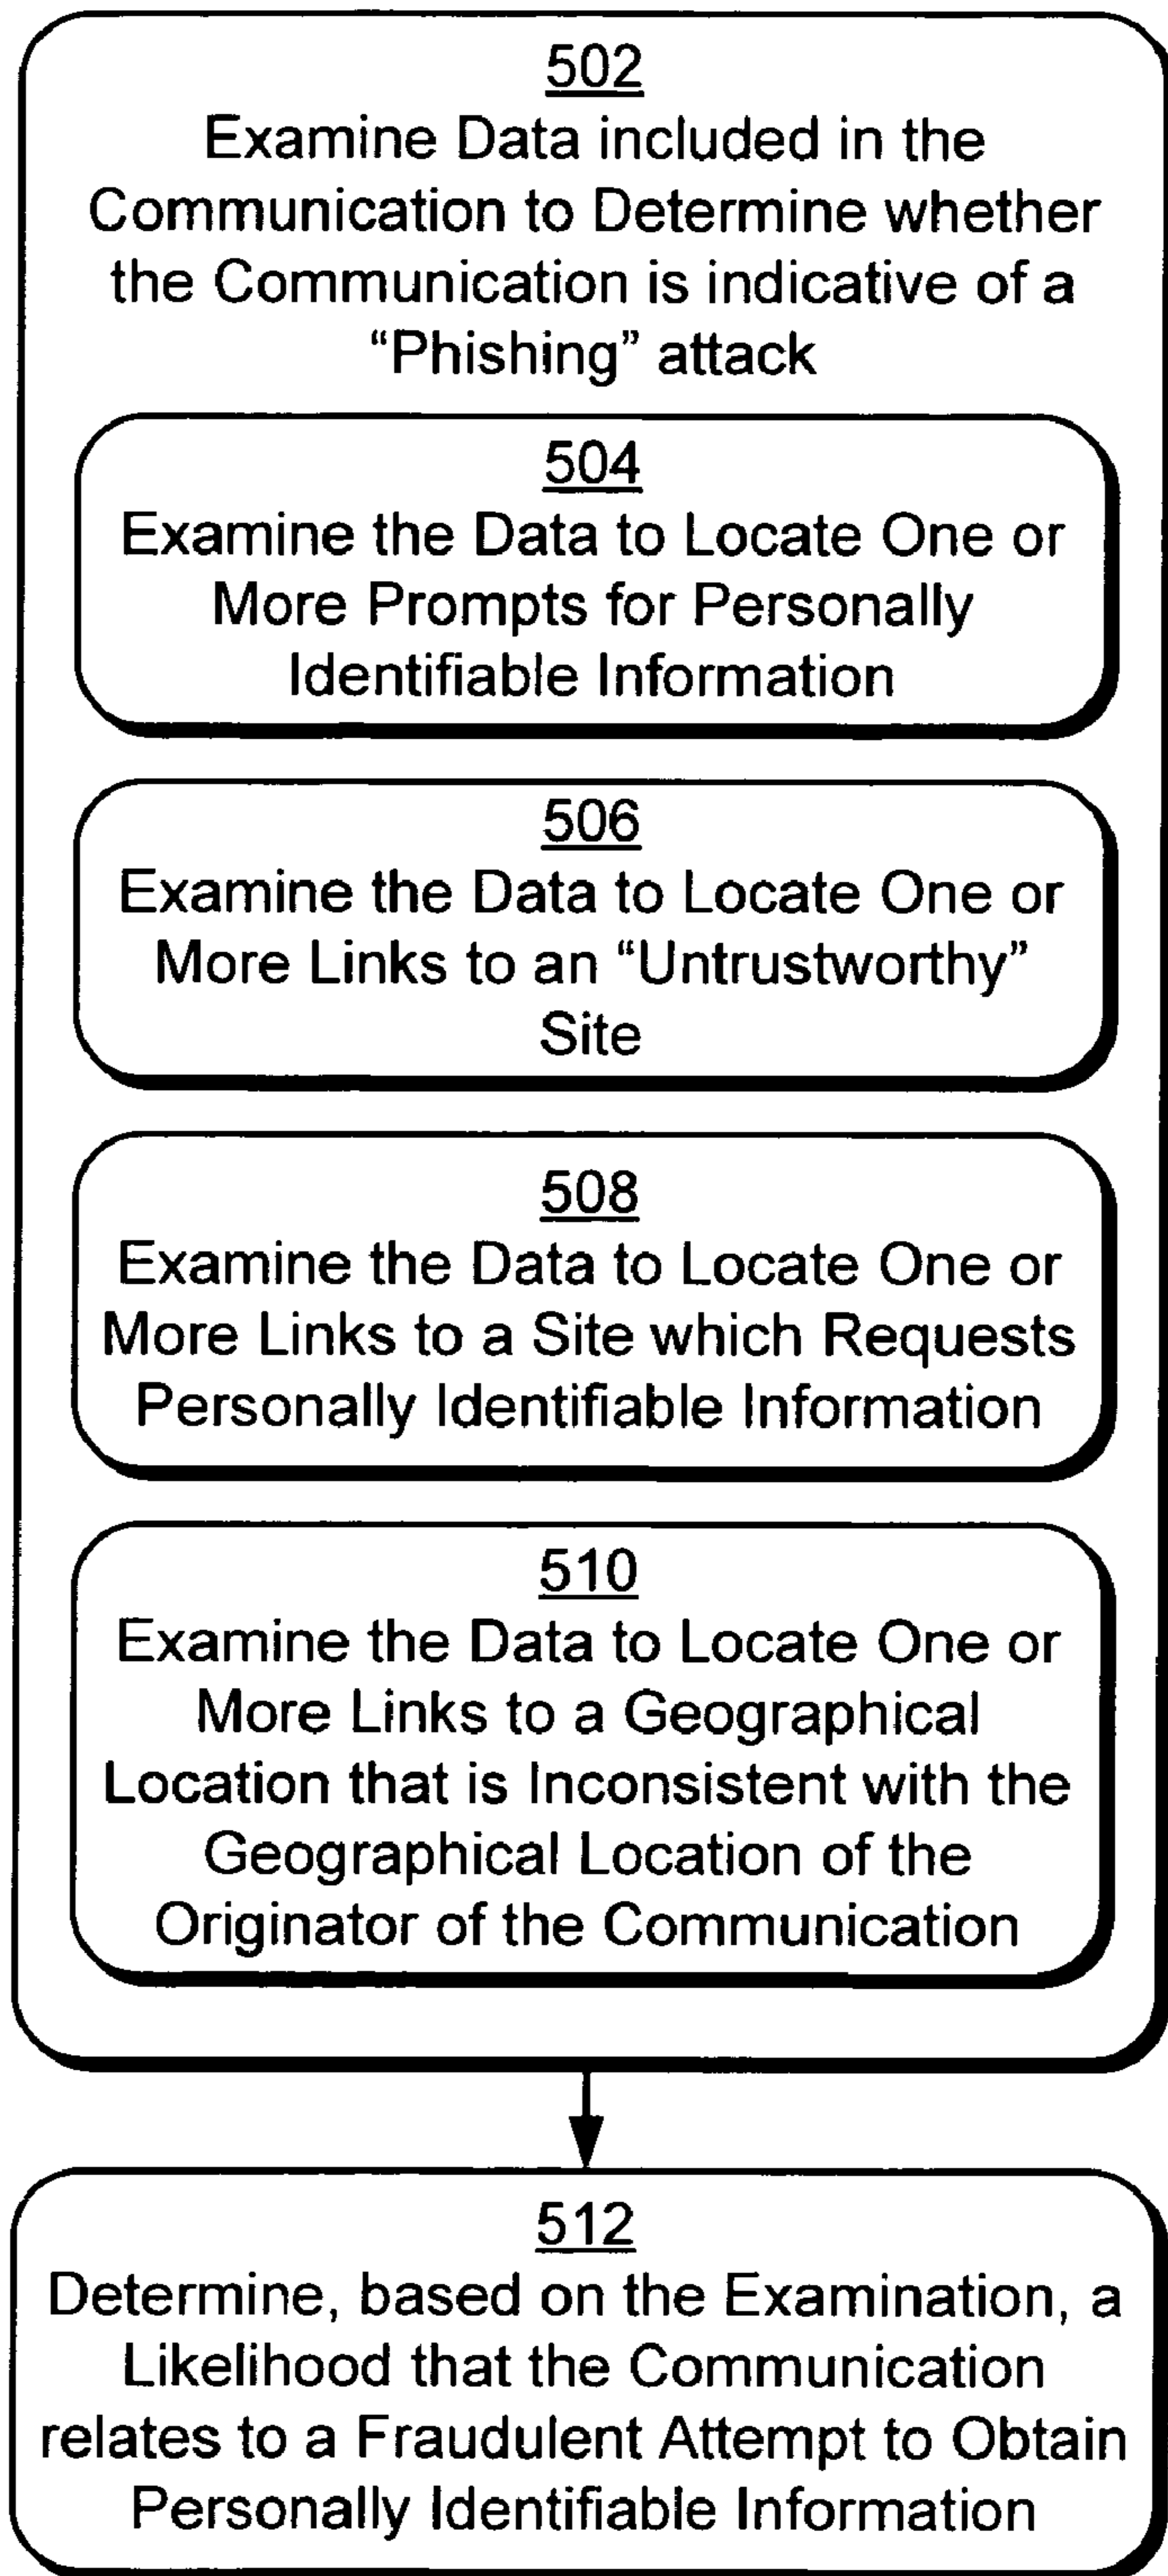 502
Examine Data included in the
Communication to Determine whether
the Communication is indicative of a
“Phishing” attack
504
Examine the Data to Locate One or
More Prompts for Personally
Identifiable Information
506
Examine the Data to Locate One or
More Links to an “Untrustworthy”
Site
508
Examine the Data to Locate One or
More Links to a Site which Requests
Personally Identifiable Information
510
Examine the Data to Locate One or
More Links to a Geographical
Location that is Inconsistent with the
Geographical Location of the
Originator of the Communication
512
Determine, based on the Examination, a
Likelihood that the Communication
relates to a Fraudulent Attempt to Obtain
Personally Identifiable Information